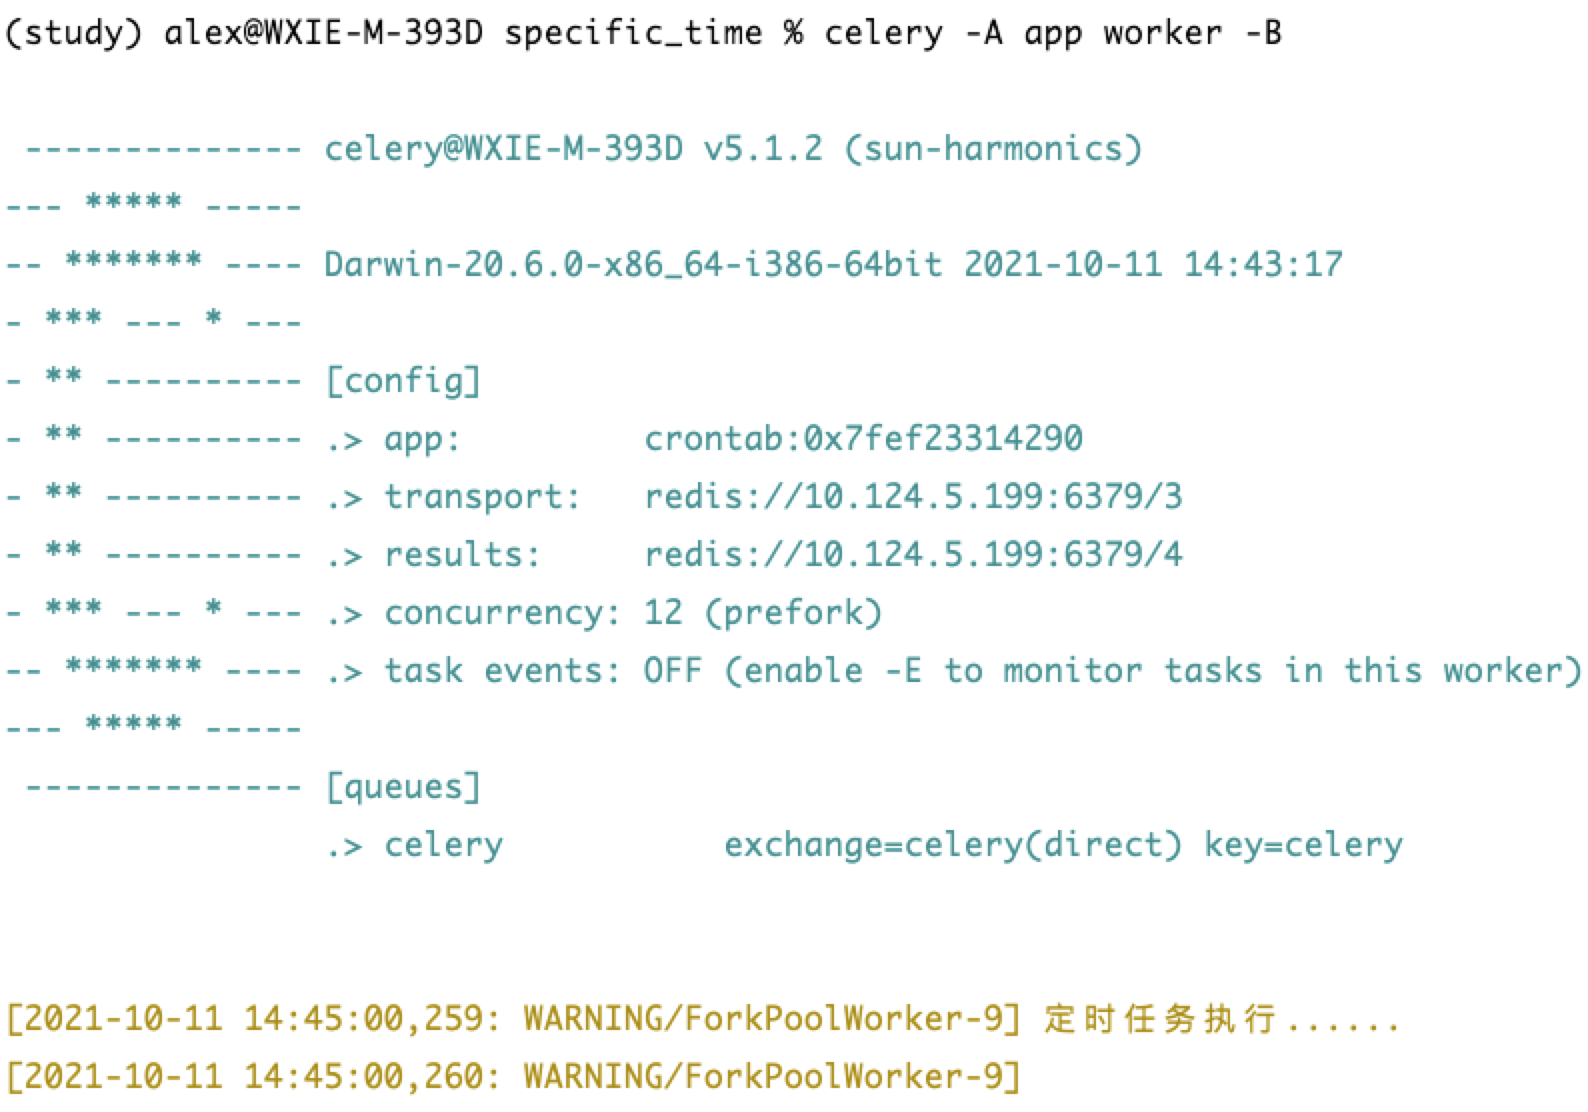 (study) alex@WXIE-M-393D specific_time % celery -A app worker -B
 -------------- celery@WXIE-M-393D v5.1.2 (sun-harmonics)
--- ***** -----
-- ******* ---- Darwin-20.6.0-x86_64-i386-64bit 2021-10-11 14:43:17
- *** --- * ---
- ** ---------- [config]
- ** ---------- .> app:         crontab:0x7fef23314290
- ** ---------- .> transport:   redis://10.124.5.199:6379/3
- ** ---------- .> results:     redis://10.124.5.199:6379/4
- *** --- * --- .> concurrency: 12 (prefork)
-- ******* ---- .> task events: OFF (enable -E to monitor tasks in this worker)
--- ***** -----
 -------------- [queues]
                .> celery           exchange=celery(direct) key=celery
[2021-10-11 14:45:00,259: WARNING/ForkPoolWorker-9] 定时任务执行......
[2021-10-11 14:45:00,260: WARNING/ForkPoolWorker-9]